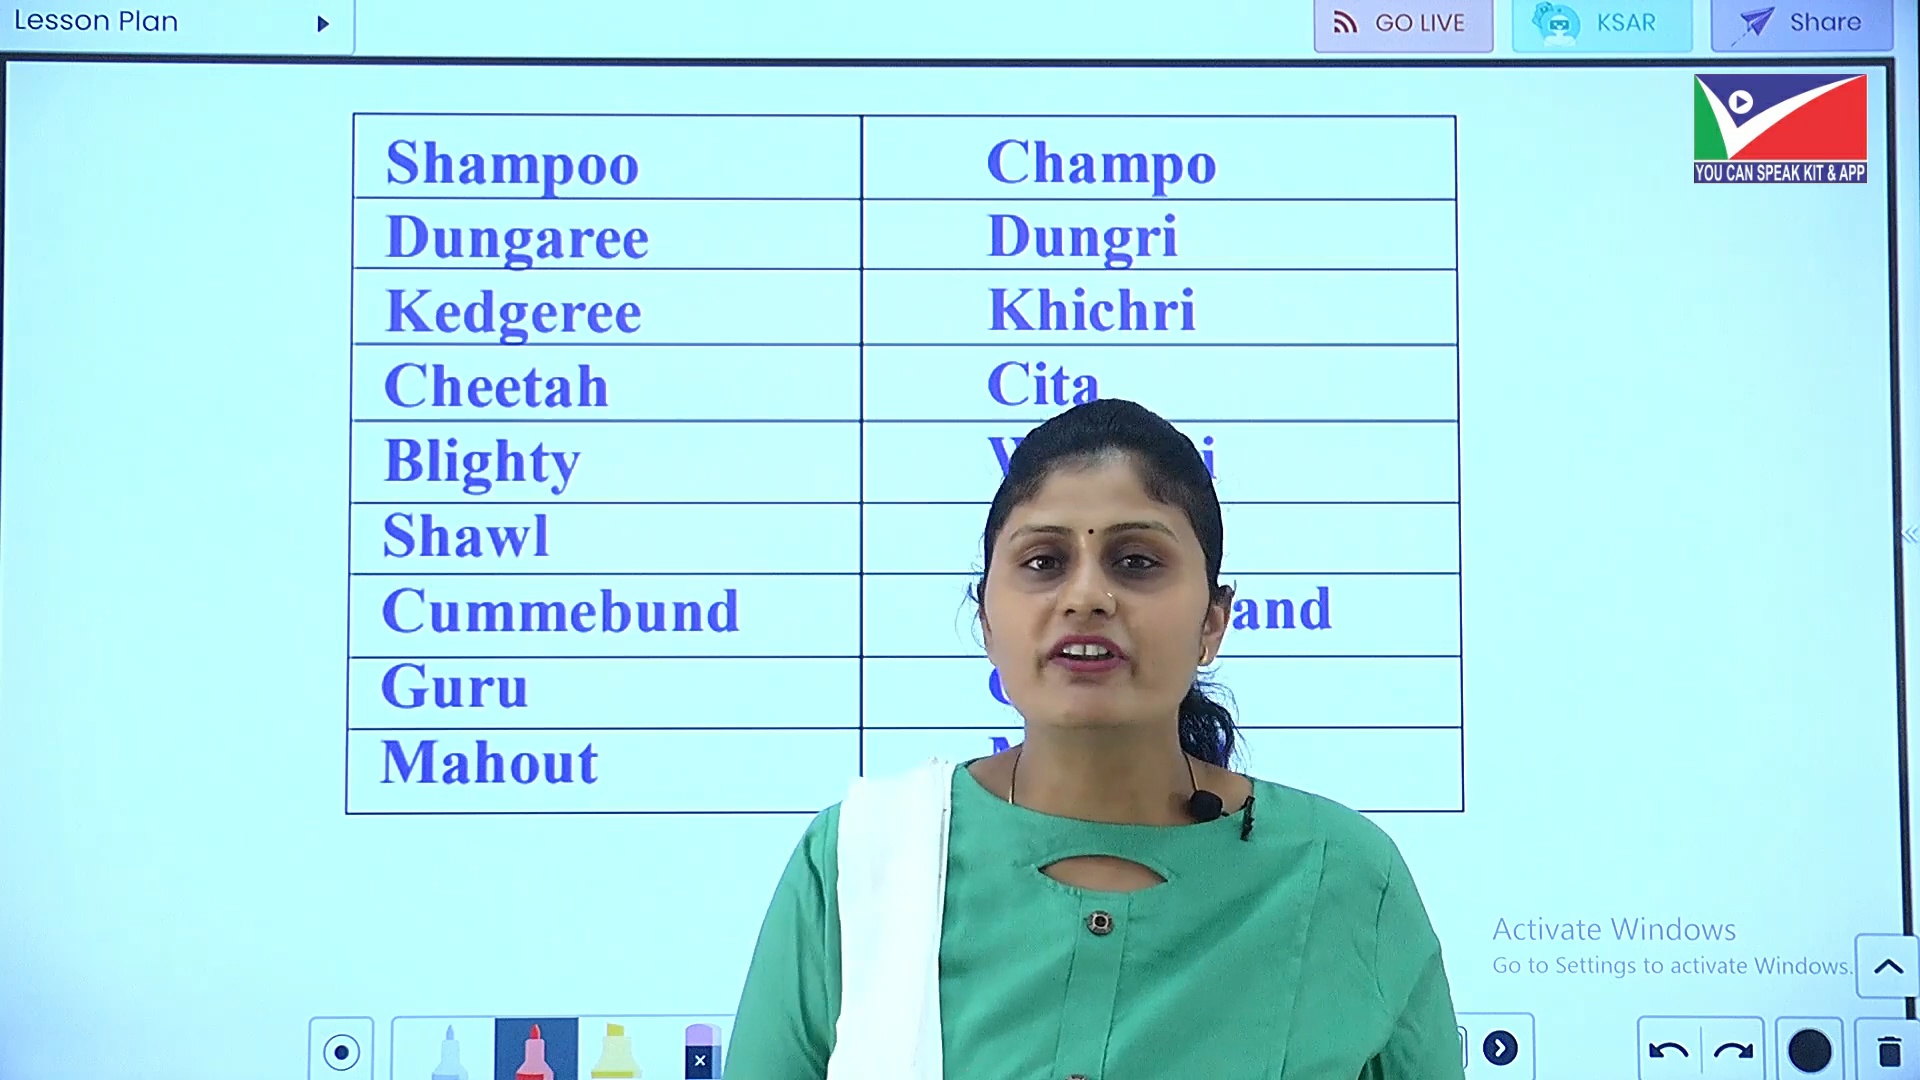 Lesson Plan
GO LIVE
KSAR
Share
YOU CAN SPEAK KIT & APP
Shampoo Champo
Dungaree Dungri
Kedgeree Khichri
Cheetah Cita
Blighty
Shawl
Cummebund
Guru
Mahout
Activate Windows
Go to Settings to activate Windows.